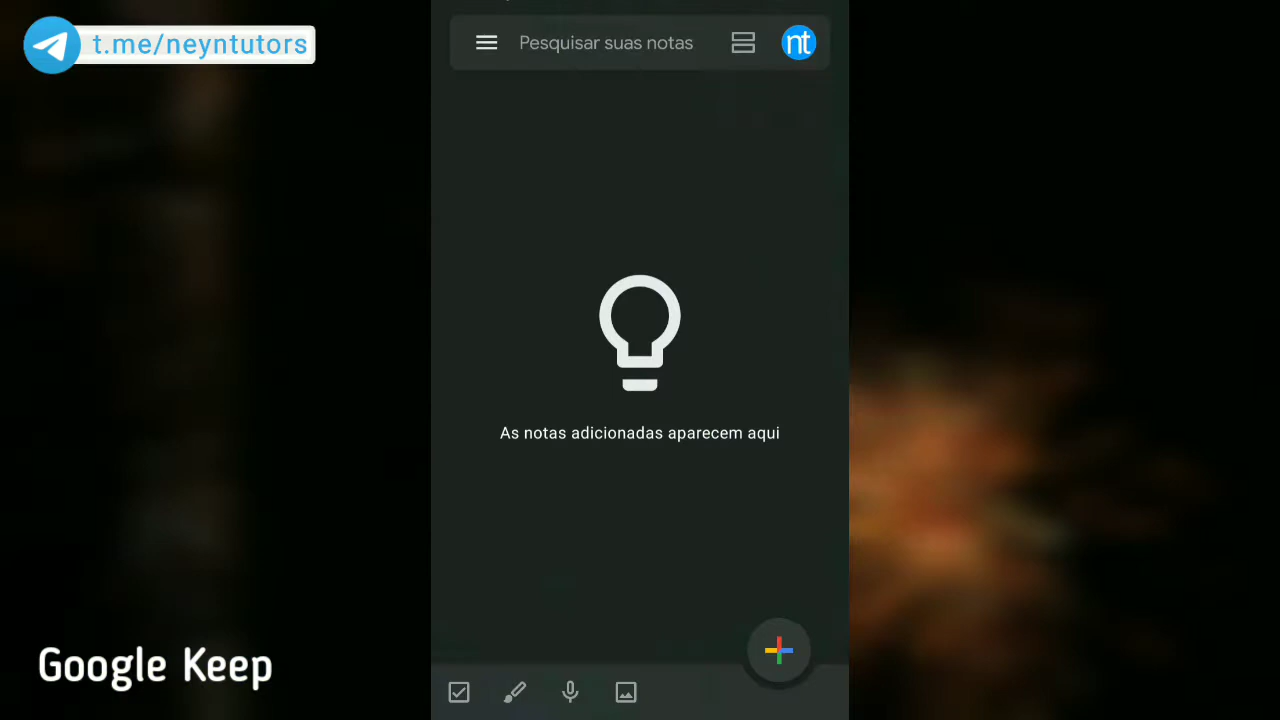 t.me/neyntutors
Pesquisar suas notas
nt
As notas adicionadas aparecem aqui
Google Keep